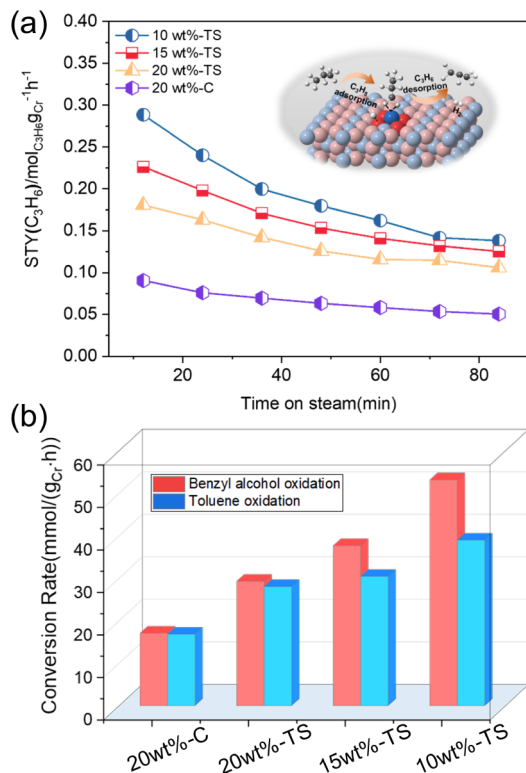 (a)
10 wt%-TS
15 wt%-TS
20 wt%-TS
20 wt%-C
C₃H₈ adsorption
C₃H₆ desorption
H₂
STY(C₃H₆)/mol_C3H6 g_Cr⁻¹h⁻¹
0.40
0.35
0.30
0.25
0.20
0.15
0.10
0.05
0.00
20
40
60
80
Time on steam(min)
(b)
Benzyl alcohol oxidation
Toluene oxidation
Conversion Rate(mmol/(g_Cr·h))
60
50
40
30
20
10
0
20wt%-C
20wt%-TS
15wt%-TS
10wt%-TS